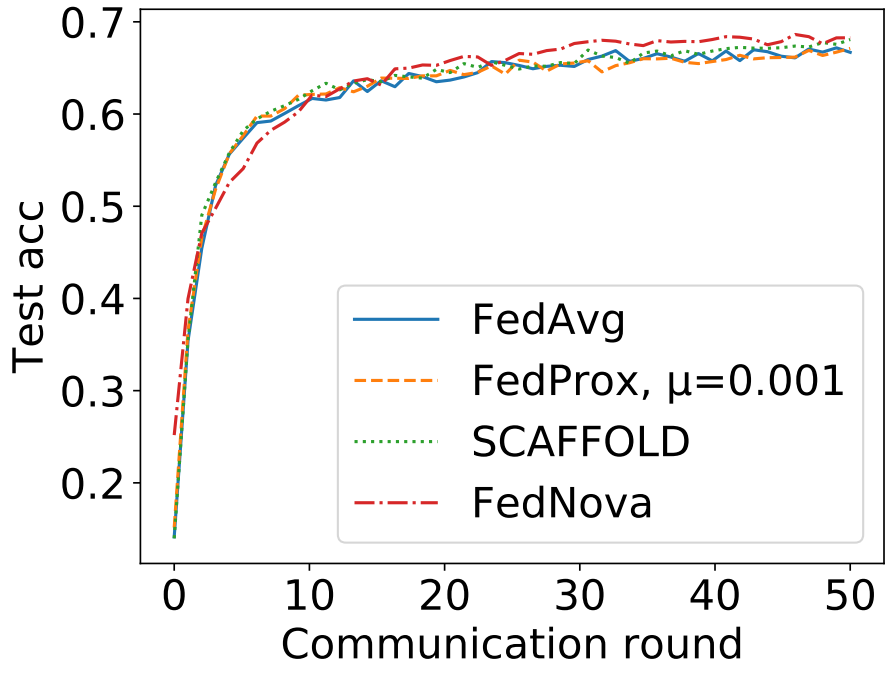 Test acc
0.7
0.6
0.5
0.4
0.3
0.2
FedAvg
FedProx, μ=0.001
SCAFFOLD
FedNova
0 10 20 30 40 50
Communication round